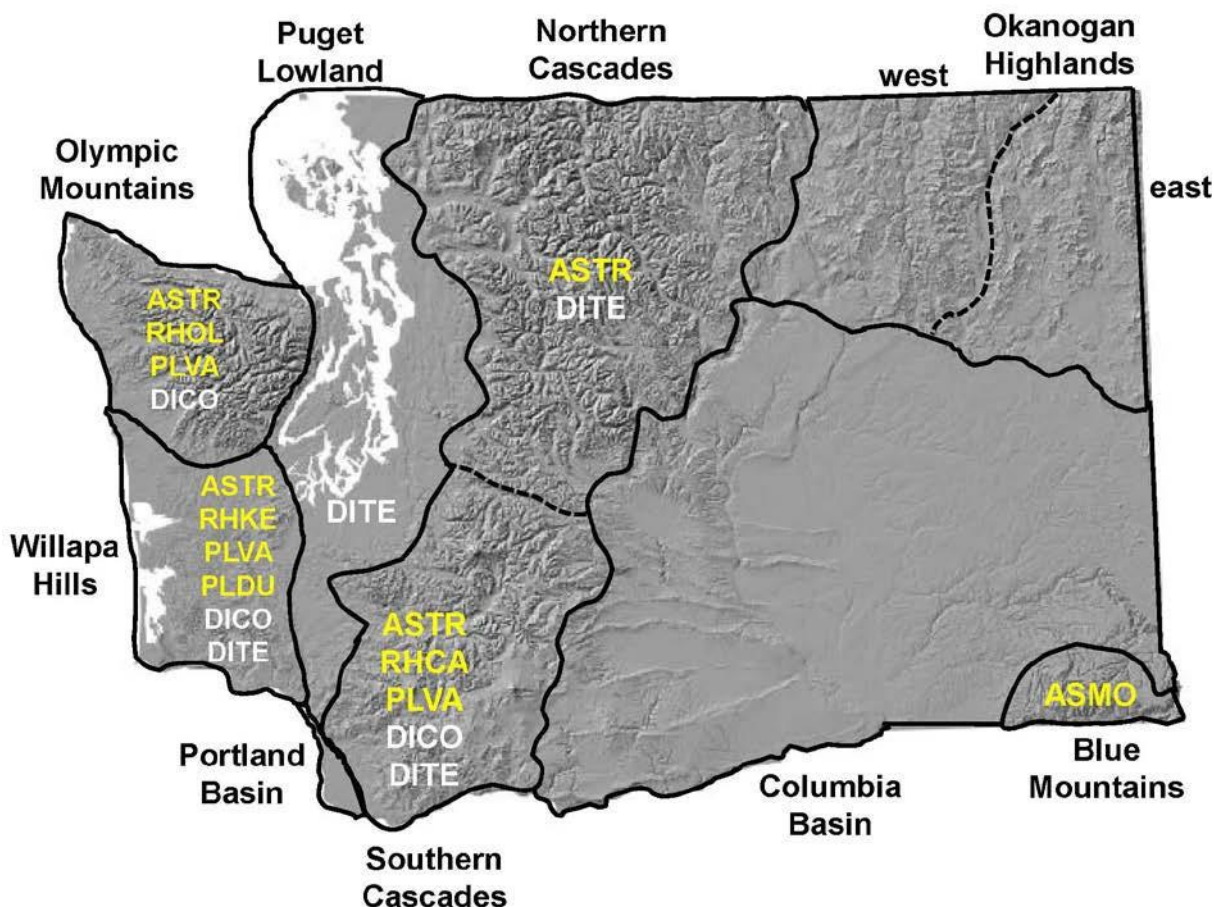 Puget
Lowland
Northern
Cascades
Okanogan
Highlands
west
east
Olympic
Mountains
ASTR
RHOL
PLVA
DICO
ASTR
DITE
Willapa
Hills
ASTR
RHKE
PLVA
PLDU
DICO
DITE
DITE
ASTR
RHCA
PLVA
DICO
DITE
ASMO
Portland
Basin
Southern
Cascades
Columbia
Basin
Blue
Mountains